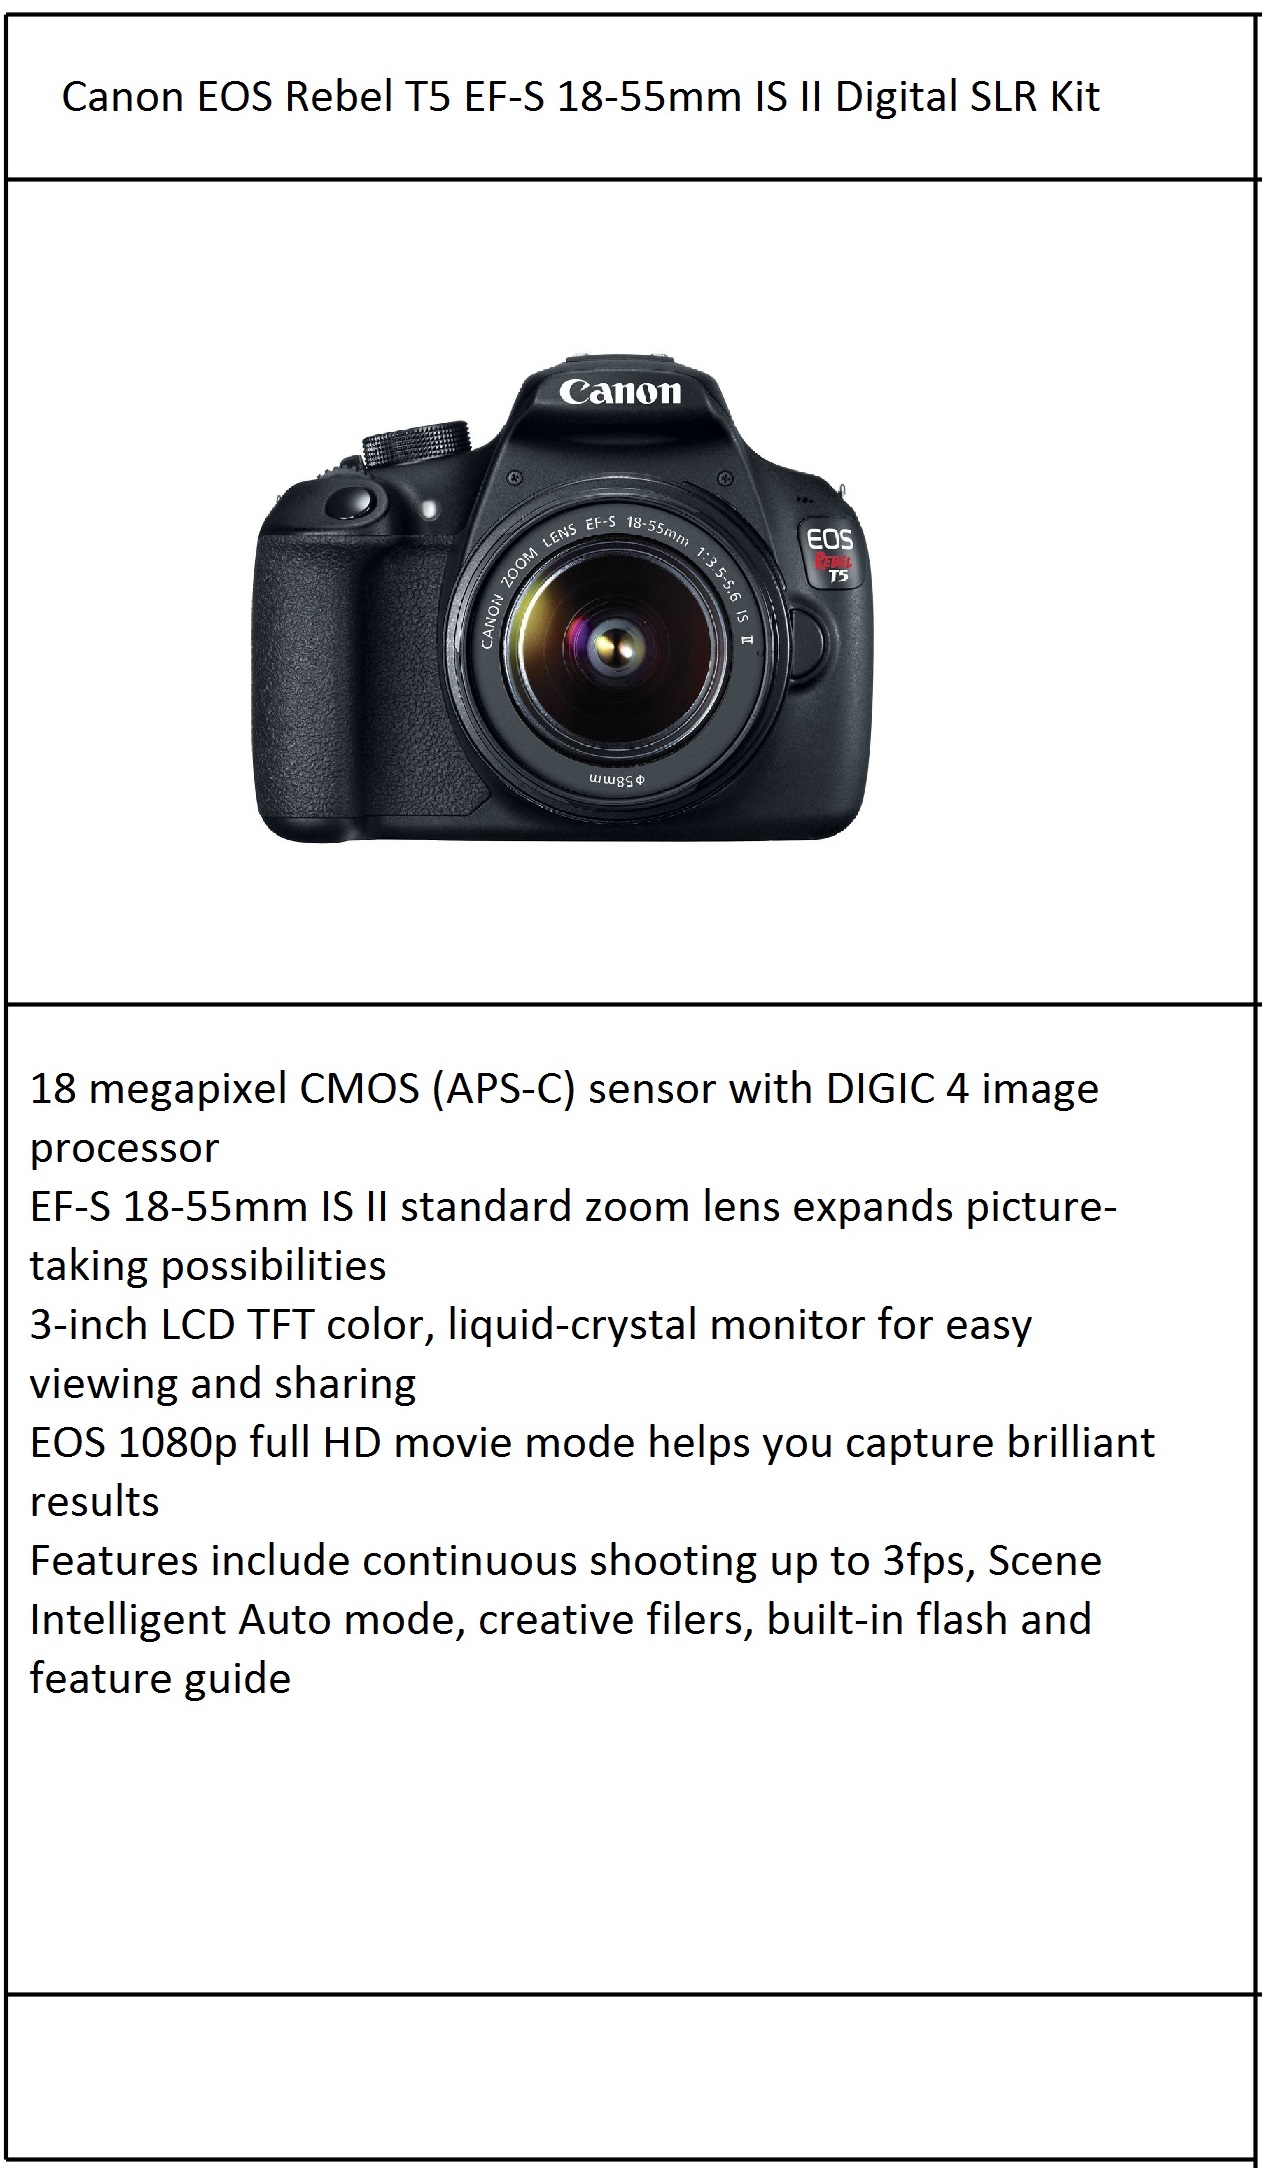 Canon EOS Rebel T5 EF-S 18-55mm IS II Digital SLR Kit
Canon
CANON ZOOM LENS EF-S 18-55mm 1:3.5-5.6 IS II
EOS
REBEL
T5
Φ58mm
18 megapixel CMOS (APS-C) sensor with DIGIC 4 image
processor
EF-S 18-55mm IS II standard zoom lens expands picture-
taking possibilities
3-inch LCD TFT color, liquid-crystal monitor for easy
viewing and sharing
EOS 1080p full HD movie mode helps you capture brilliant
results
Features include continuous shooting up to 3fps, Scene
Intelligent Auto mode, creative filers, built-in flash and
feature guide